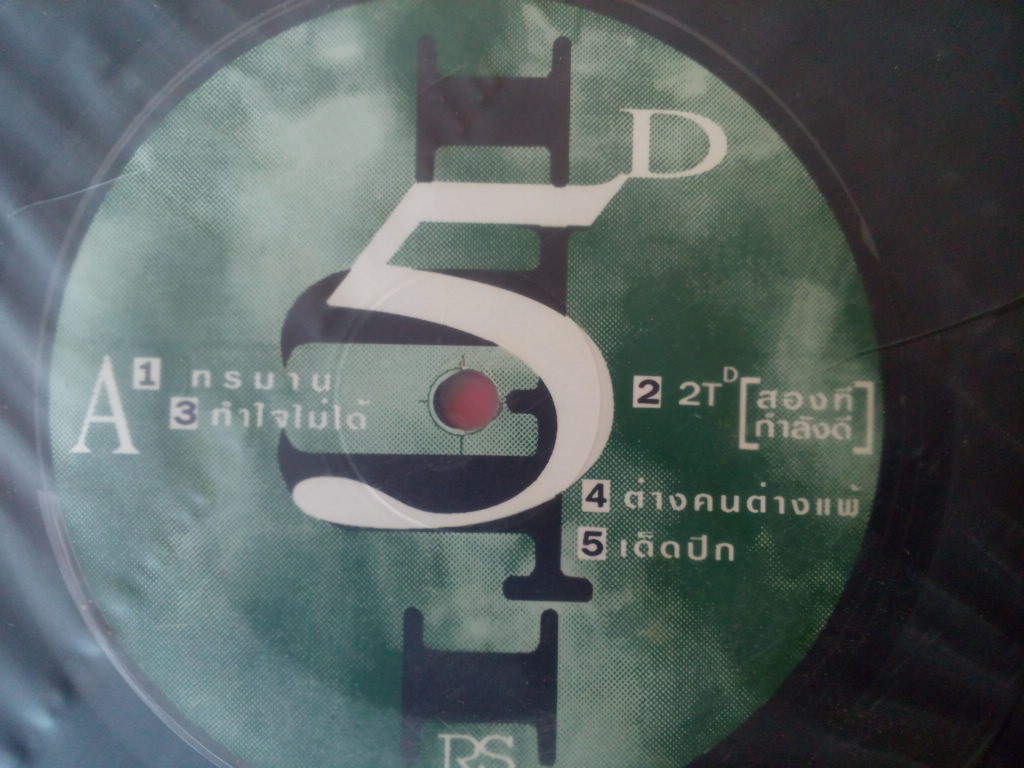 5D
A
1 ทรมาน
3 ทำใจไม่ได้
2 2TD [สองที
กำลังดี]
4 ต่างคนต่างแพ้
5 เด็ดปีก
RS